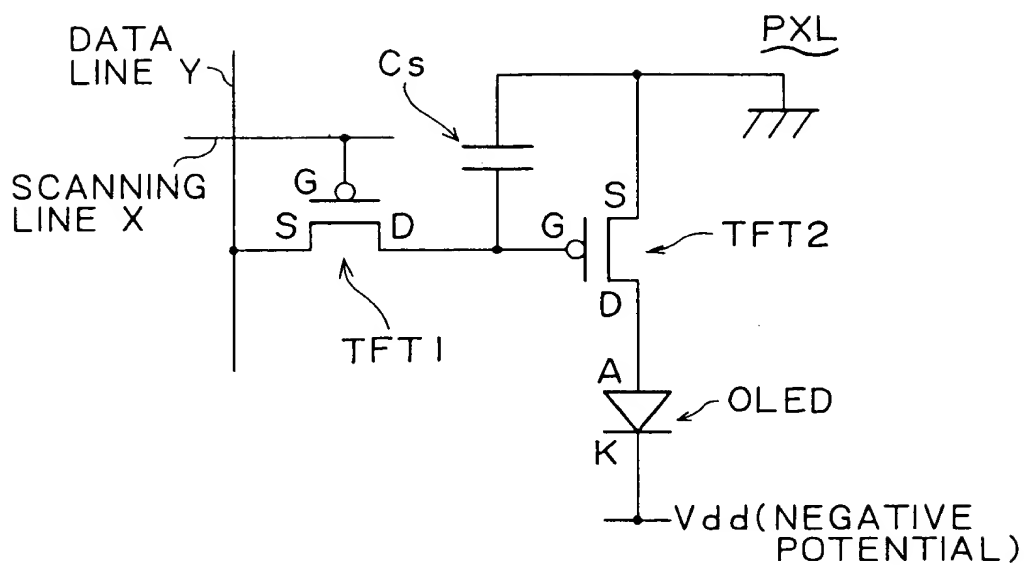 DATA
LINE Y
SCANNING
LINE X
Cs
PXL
G
S D
TFT1
G
S
D
TFT2
A
K
OLED
Vdd(NEGATIVE
POTENTIAL)